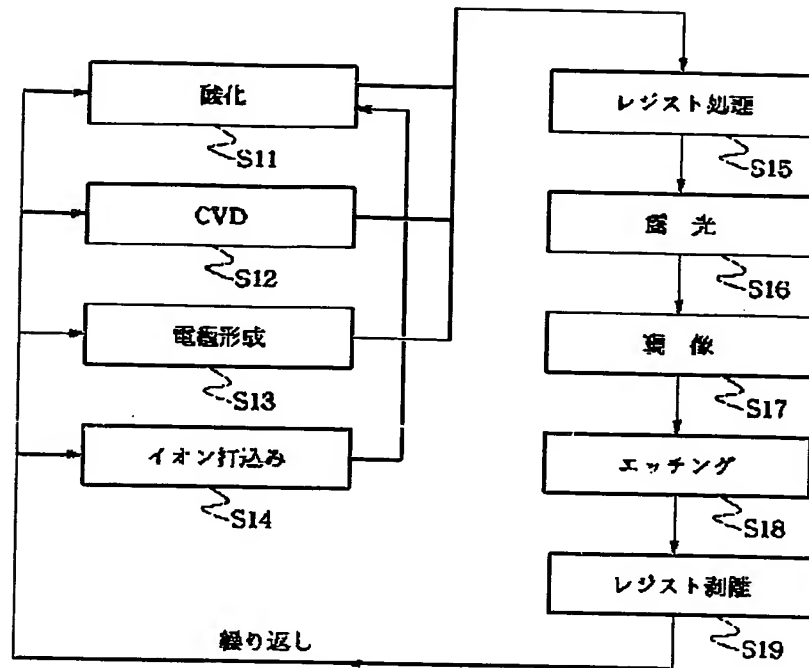 酸化
S11
CVD
S12
電極形成
S13
イオン打込み
S14
レジスト処理
S15
露 光
S16
現 像
S17
エッチング
S18
レジスト剥離
S19
繰り返し